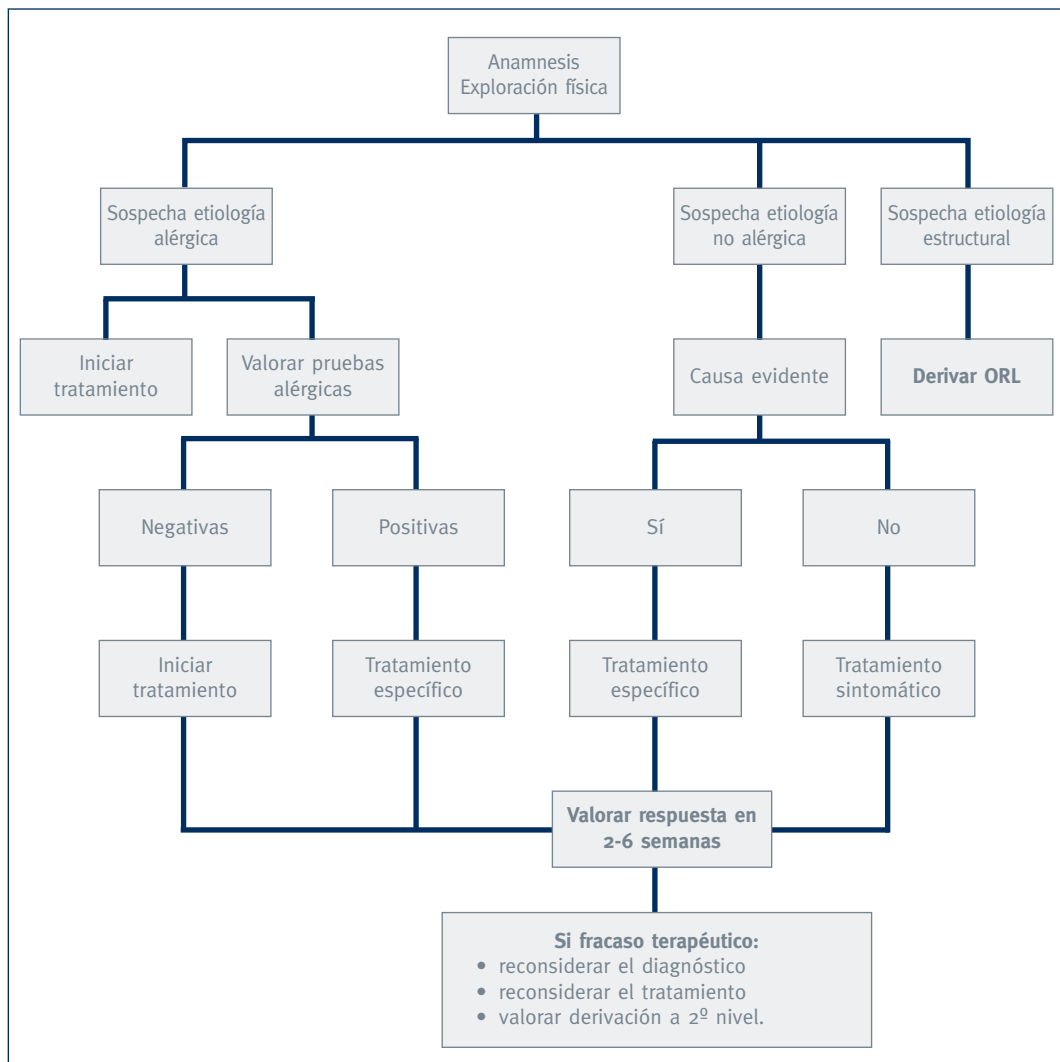 Anamnesis
Exploración física
Sospecha etiología
alérgica
Sospecha etiología
no alérgica
Sospecha etiología
estructural
Iniciar
tratamiento
Valorar pruebas
alérgicas
Causa evidente
Derivar ORL
Negativas
Positivas
Sí
No
Iniciar
tratamiento
Tratamiento
específico
Tratamiento
específico
Tratamiento
sintomático
Valorar respuesta en
2-6 semanas
Si fracaso terapéutico:
• reconsiderar el diagnóstico
• reconsiderar el tratamiento
• valorar derivación a 2º nivel.